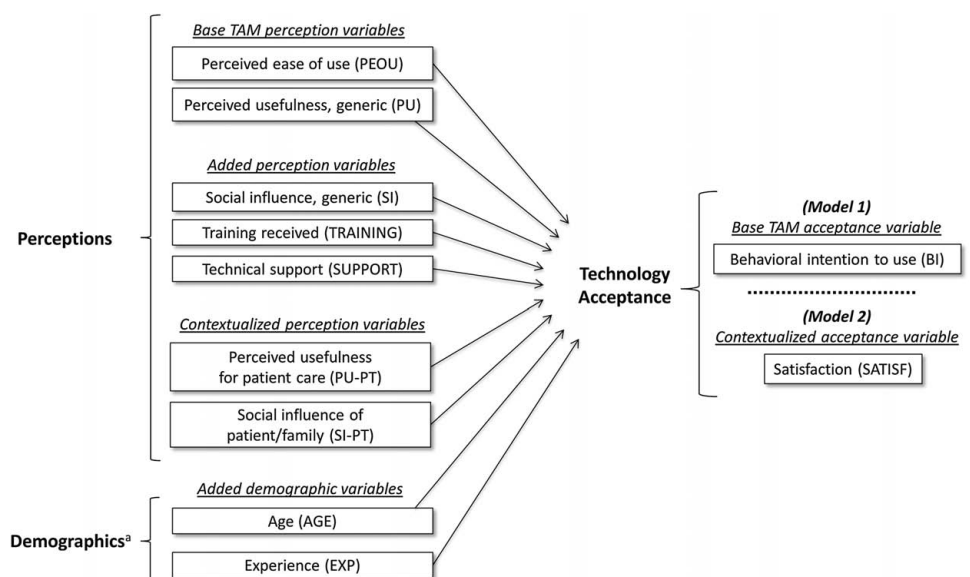 Base TAM perception variables
Perceived ease of use (PEOU)
Perceived usefulness, generic (PU)
Added perception variables
Social influence, generic (SI)
Training received (TRAINING)
Technical support (SUPPORT)
Perceptions
Contextualized perception variables
Perceived usefulness
for patient care (PU-PT)
Social influence of
patient/family (SI-PT)
Added demographic variables
Age (AGE)
Demographicsᵃ
Experience (EXP)
Technology
Acceptance
(Model 1)
Base TAM acceptance variable
Behavioral intention to use (BI)
(Model 2)
Contextualized acceptance variable
Satisfaction (SATISF)